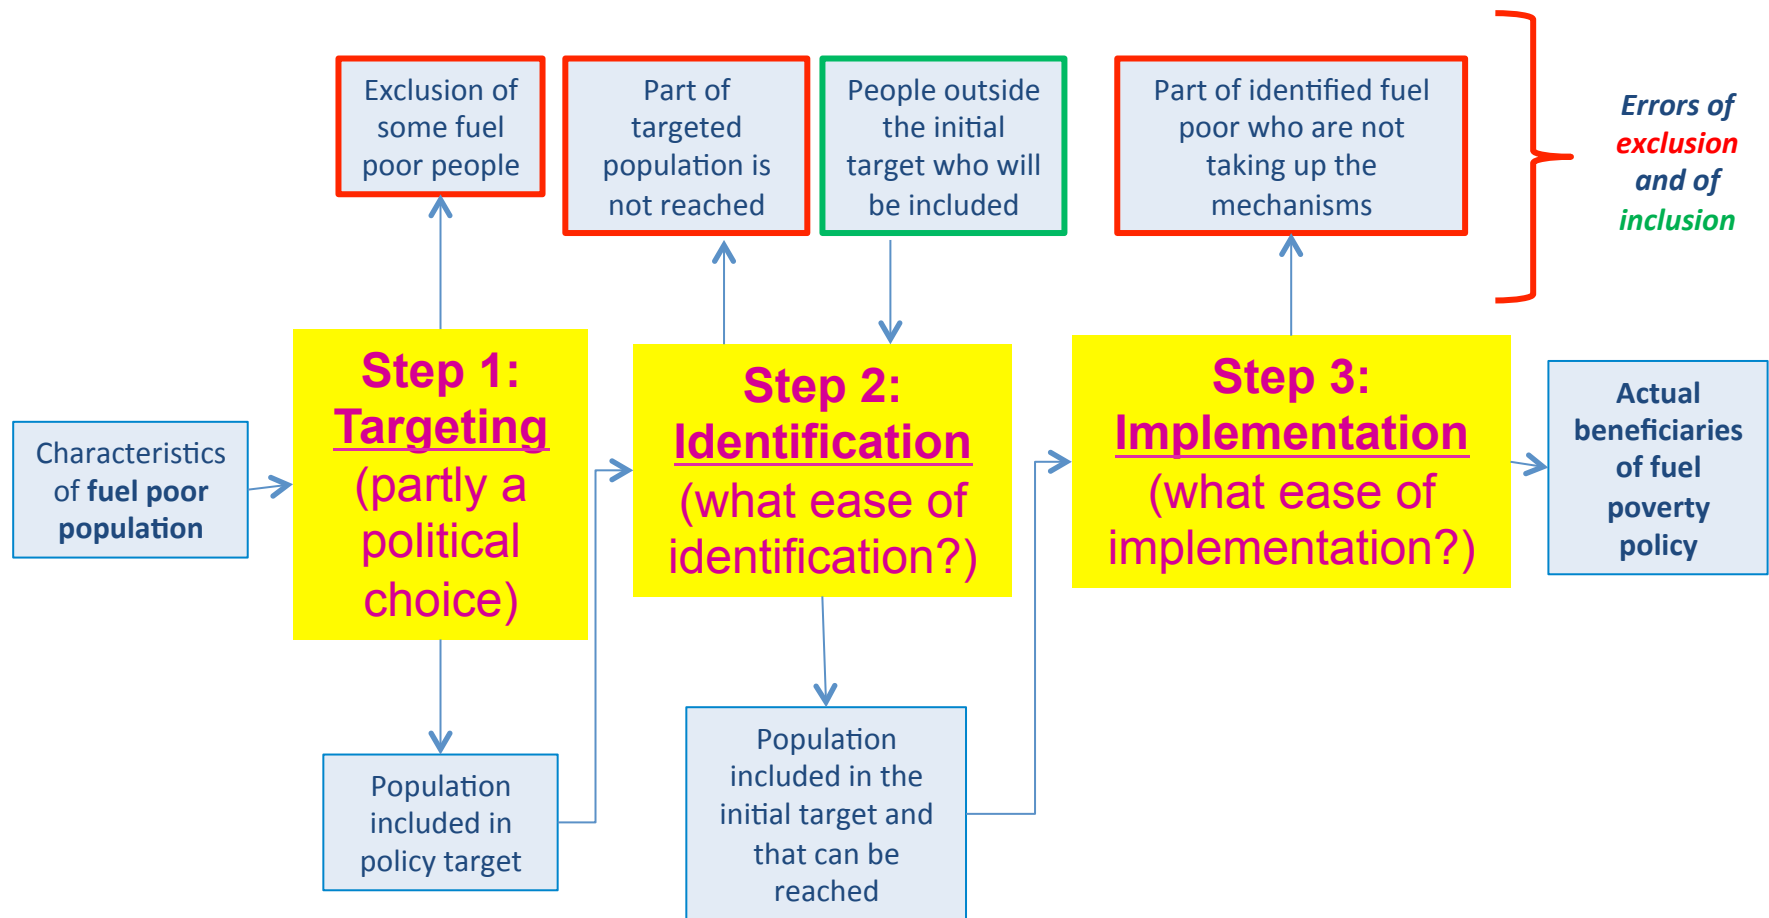 Exclusion of
some fuel
poor people
Part of
targeted
population is
not reached
People outside
the initial
target who will
be included
Part of identified fuel
poor who are not
taking up the
mechanisms
Errors of
exclusion
and of
inclusion
Characteristics
of fuel poor
population
Step 1:
Targeting
(partly a
political
choice)
Step 2:
Identification
(what ease of
identification?)
Step 3:
Implementation
(what ease of
implementation?)
Actual
beneficiaries
of fuel
poverty
policy
Population
included in
policy target
Population
included in the
initial target and
that can be
reached